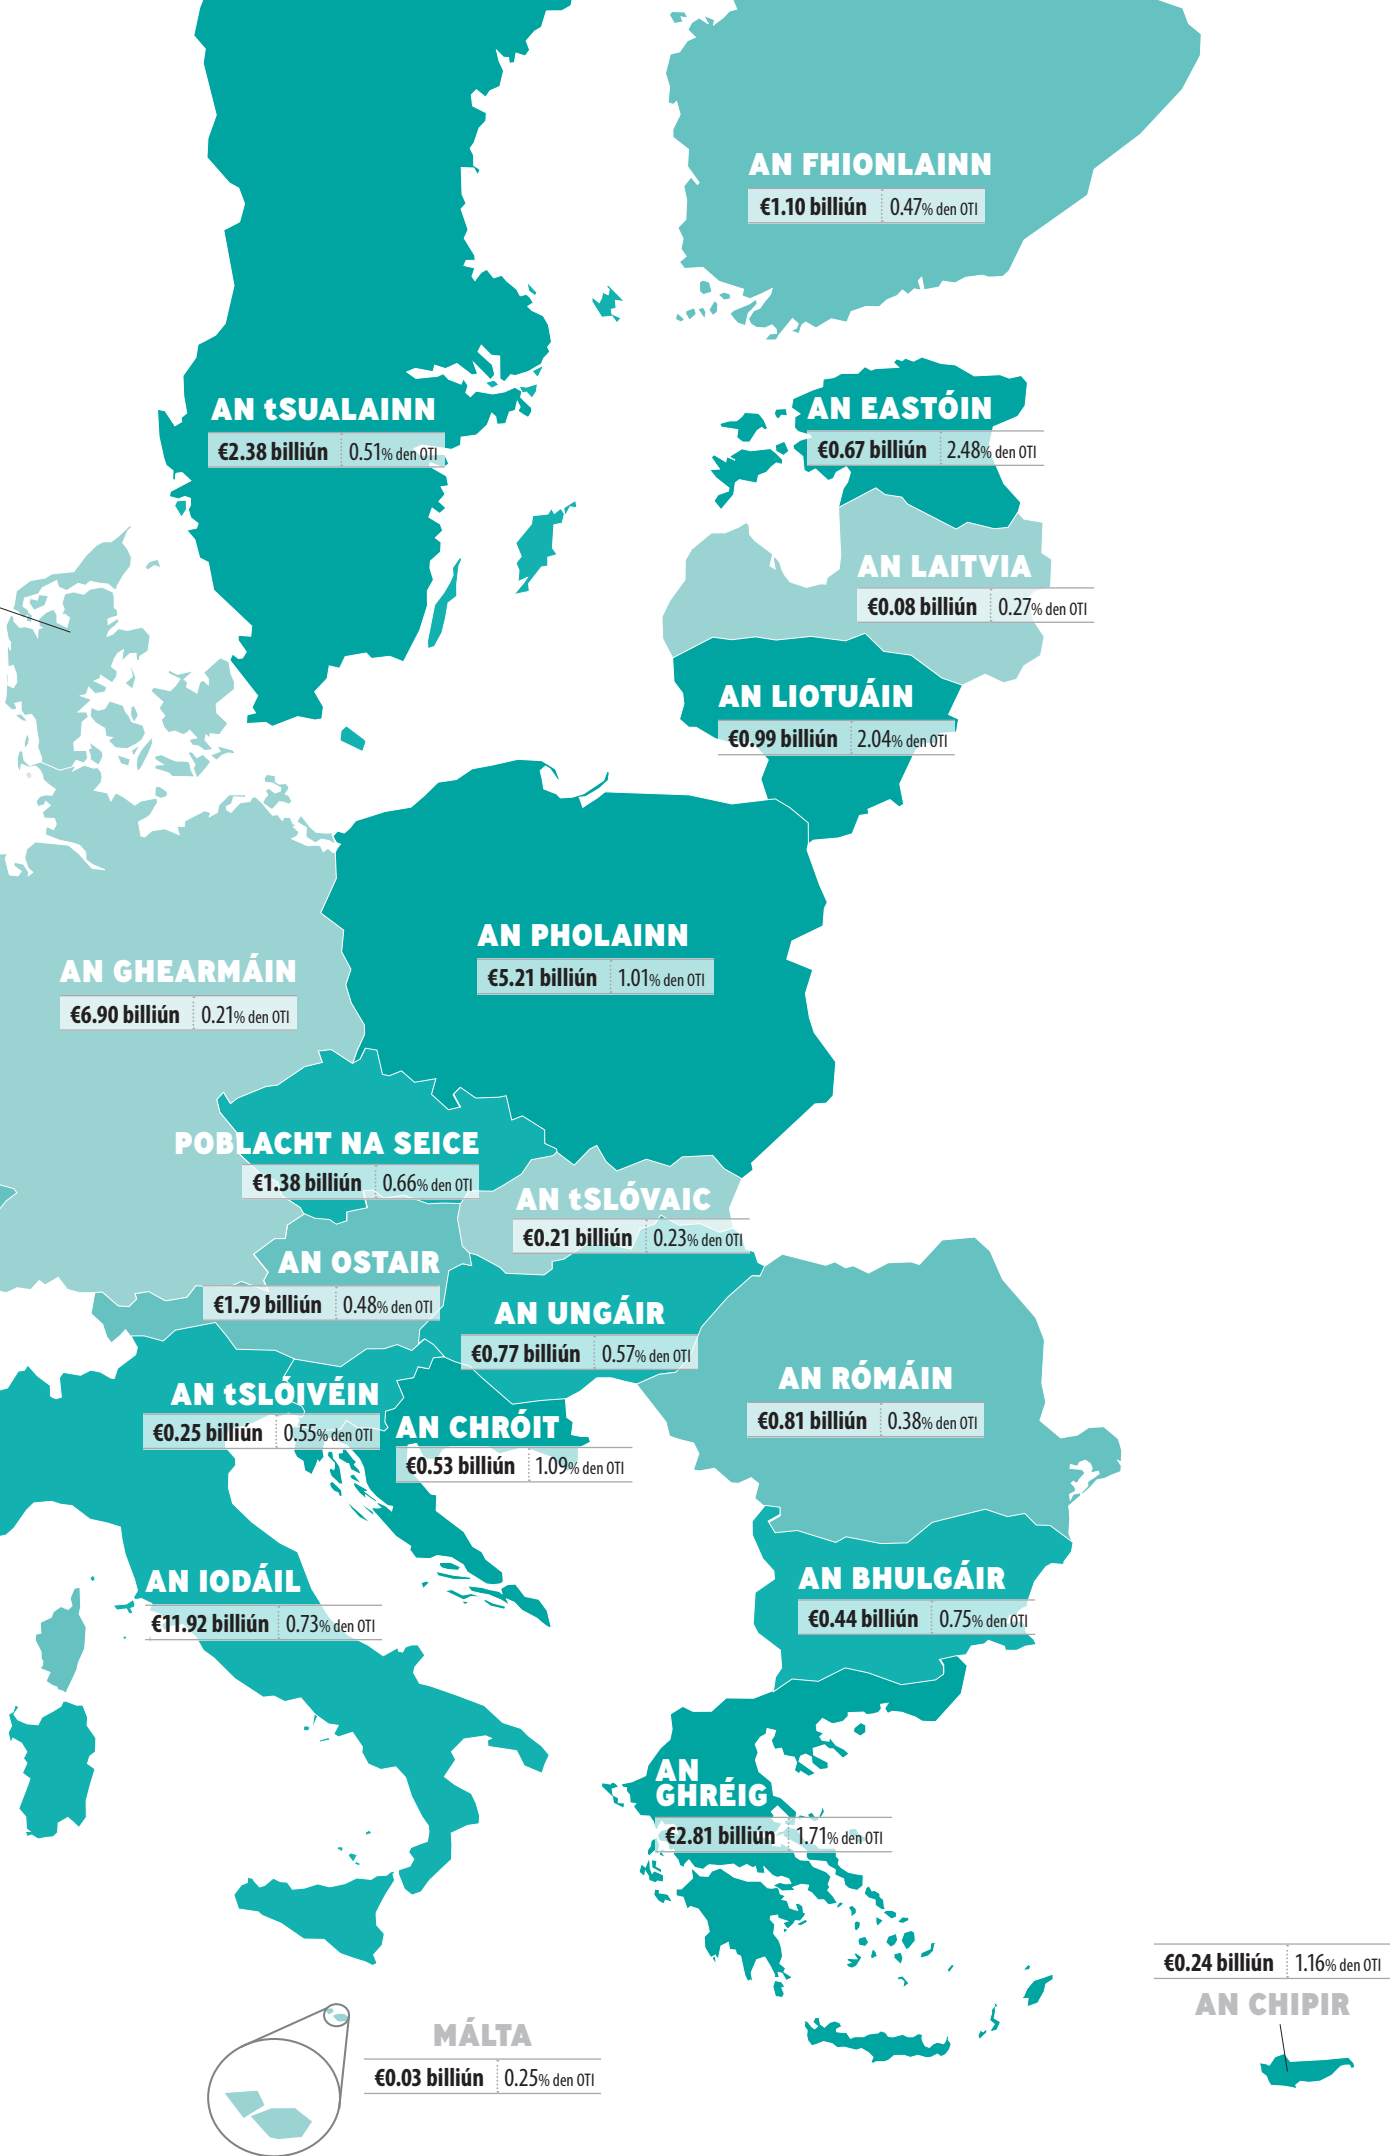 AN FHIONLAINN
€1.10 billiún 0.47% den OTI
AN tSUALAINN
€2.38 billiún 0.51% den OTI
AN EASTÓIN
€0.67 billiún 2.48% den OTI
AN LAITVIA
€0.08 billiún 0.27% den OTI
AN LIOTUÁIN
€0.99 billiún 2.04% den OTI
AN PHOLAINN
€5.21 billiún 1.01% den OTI
AN GHEARMÁIN
€6.90 billiún 0.21% den OTI
POBLACHT NA SEICE
€1.38 billiún 0.66% den OTI
AN tSLÓVAIC
€0.21 billiún 0.23% den OTI
AN OSTAIR
€1.79 billiún 0.48% den OTI
AN UNGÁIR
€0.77 billiún 0.57% den OTI
AN RÓMÁIN
€0.81 billiún 0.38% den OTI
AN tSLÓIVÉIN
€0.25 billiún 0.55% den OTI
AN CHRÓIT
€0.53 billiún 1.09% den OTI
AN IODÁIL
€11.92 billiún 0.73% den OTI
AN BHULGÁIR
€0.44 billiún 0.75% den OTI
AN
GHRÉIG
€2.81 billiún 1.71% den OTI
€0.24 billiún 1.16% den OTI
AN CHIPIR
MÁLTA
€0.03 billiún 0.25% den OTI